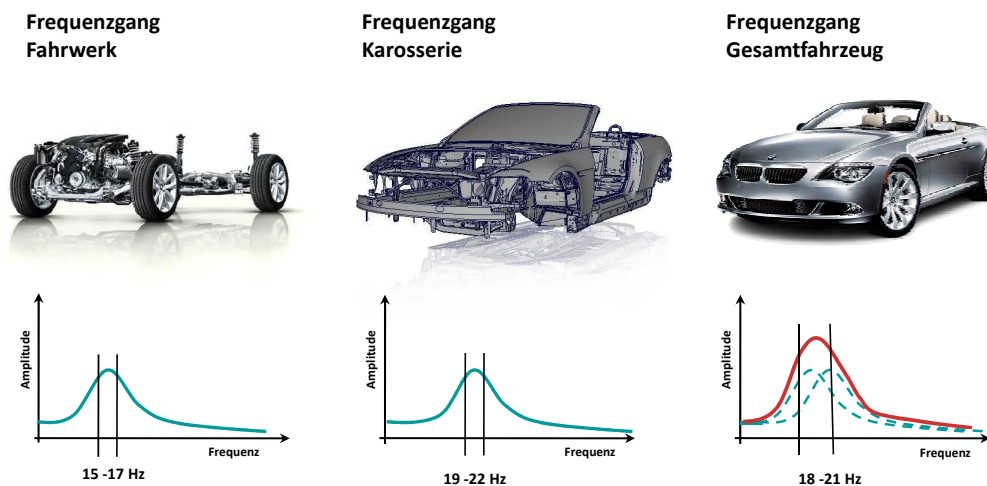 Frequenzgang
Fahrwerk
Frequenzgang
Karosserie
Frequenzgang
Gesamtfahrzeug
Amplitude
Frequenz
15 -17 Hz
Amplitude
Frequenz
19 -22 Hz
Amplitude
Frequenz
18 -21 Hz